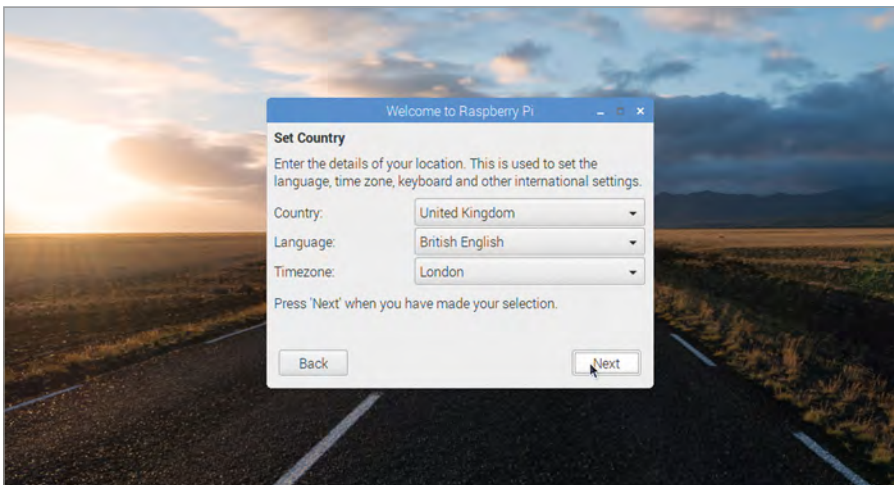 Welcome to Raspberry Pi
Set Country
Enter the details of your location. This is used to set the
language, time zone, keyboard and other international settings.
Country: United Kingdom
Language: British English
Timezone: London
Press 'Next' when you have made your selection.
Back Next